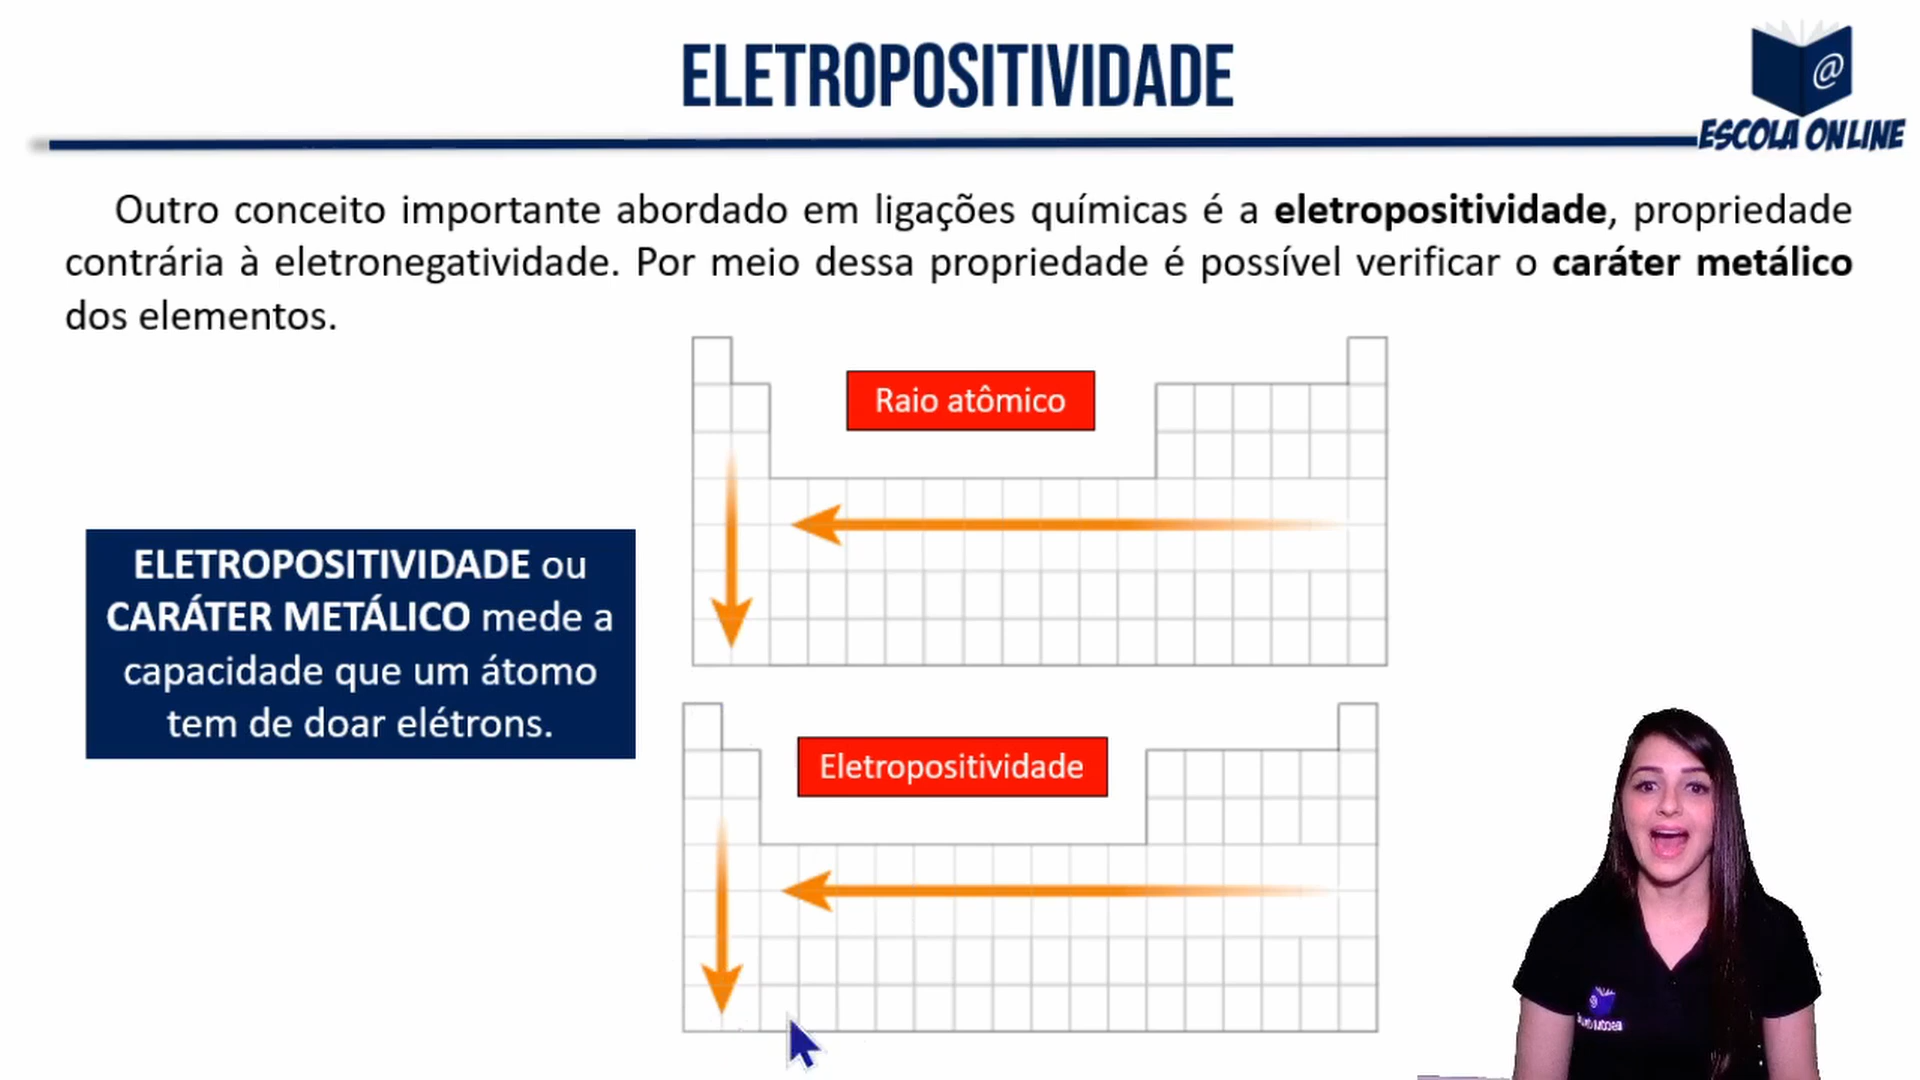 ELETROPOSITIVIDADE
@
ESCOLA ONLINE
Outro conceito importante abordado em ligações químicas é a eletropositividade, propriedade
contrária à eletronegatividade. Por meio dessa propriedade é possível verificar o caráter metálico
dos elementos.
Raio atômico
ELETROPOSITIVIDADE ou
CARÁTER METÁLICO mede a
capacidade que um átomo
tem de doar elétrons.
Eletropositividade